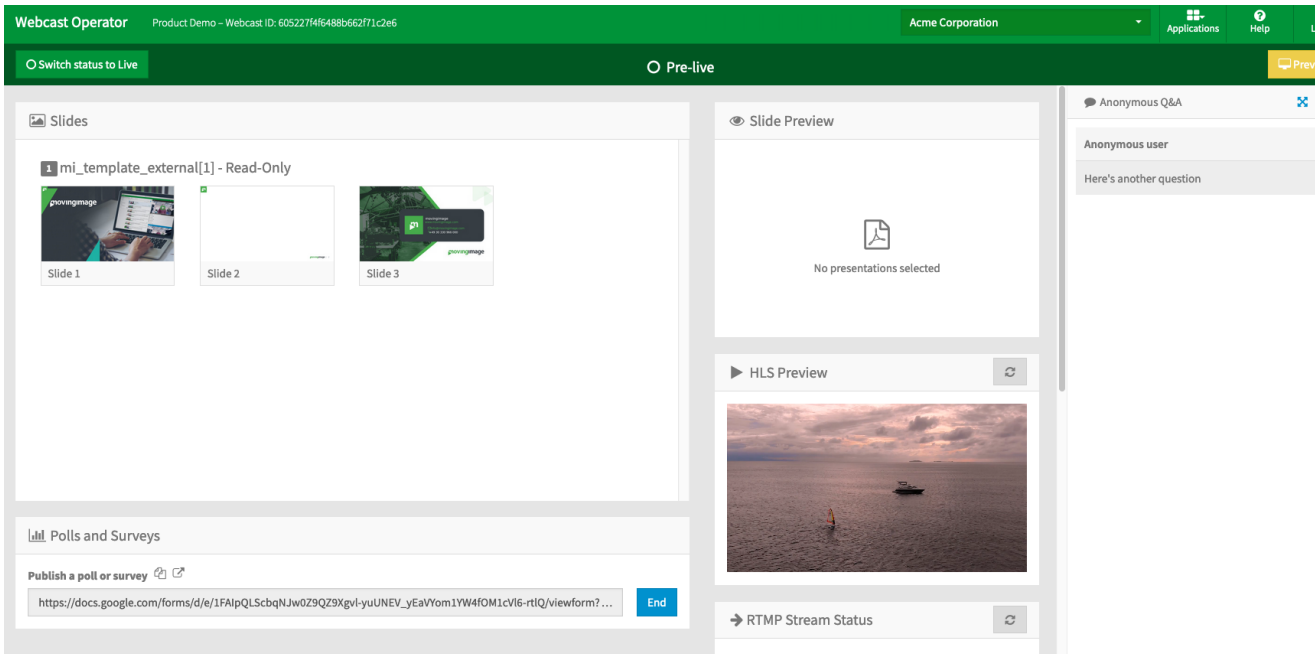 Webcast Operator Product Demo – Webcast ID: 605227f4f6488b662f71c2e6 Acme Corporation Applications Help
Switch status to Live Pre-live Prev
Slides
1 mi_template_external[1] - Read-Only
movingimage
movingimage
Slide 1 Slide 2 Slide 3
Polls and Surveys
Publish a poll or survey
https://docs.google.com/forms/d/e/1FAIpQLScbqNJw0Z9QZ9Xgvl-yuUNEV_yEaVYom1YW4fOM1cVl6-rtlQ/viewform?... End
Slide Preview
No presentations selected
HLS Preview
RTMP Stream Status
Anonymous Q&A
Anonymous user
Here's another question